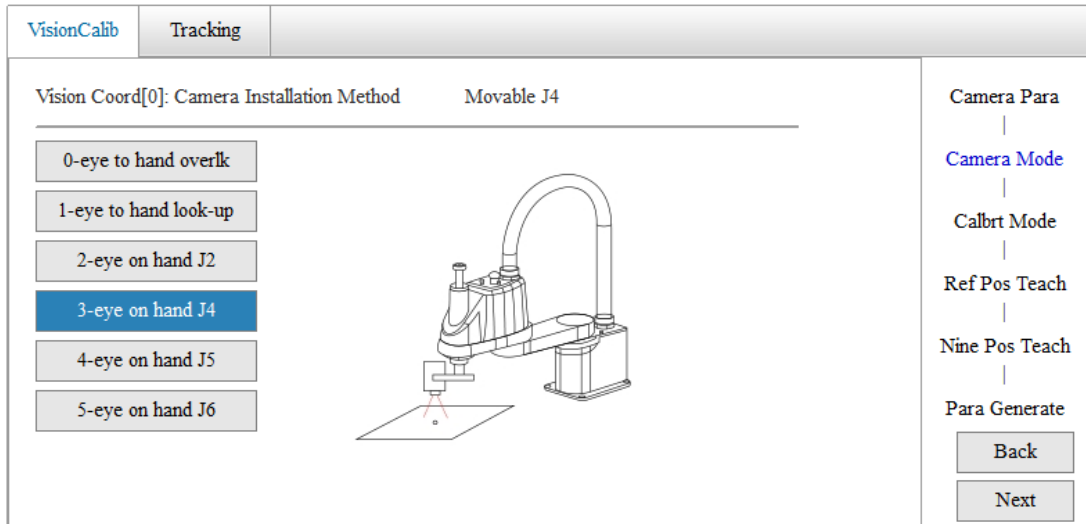 VisionCalib Tracking
Vision Coord[0]: Camera Installation Method Movable J4
0-eye to hand overlk
1-eye to hand look-up
2-eye on hand J2
3-eye on hand J4
4-eye on hand J5
5-eye on hand J6
Camera Para
Camera Mode
Calbrt Mode
Ref Pos Teach
Nine Pos Teach
Para Generate
Back
Next